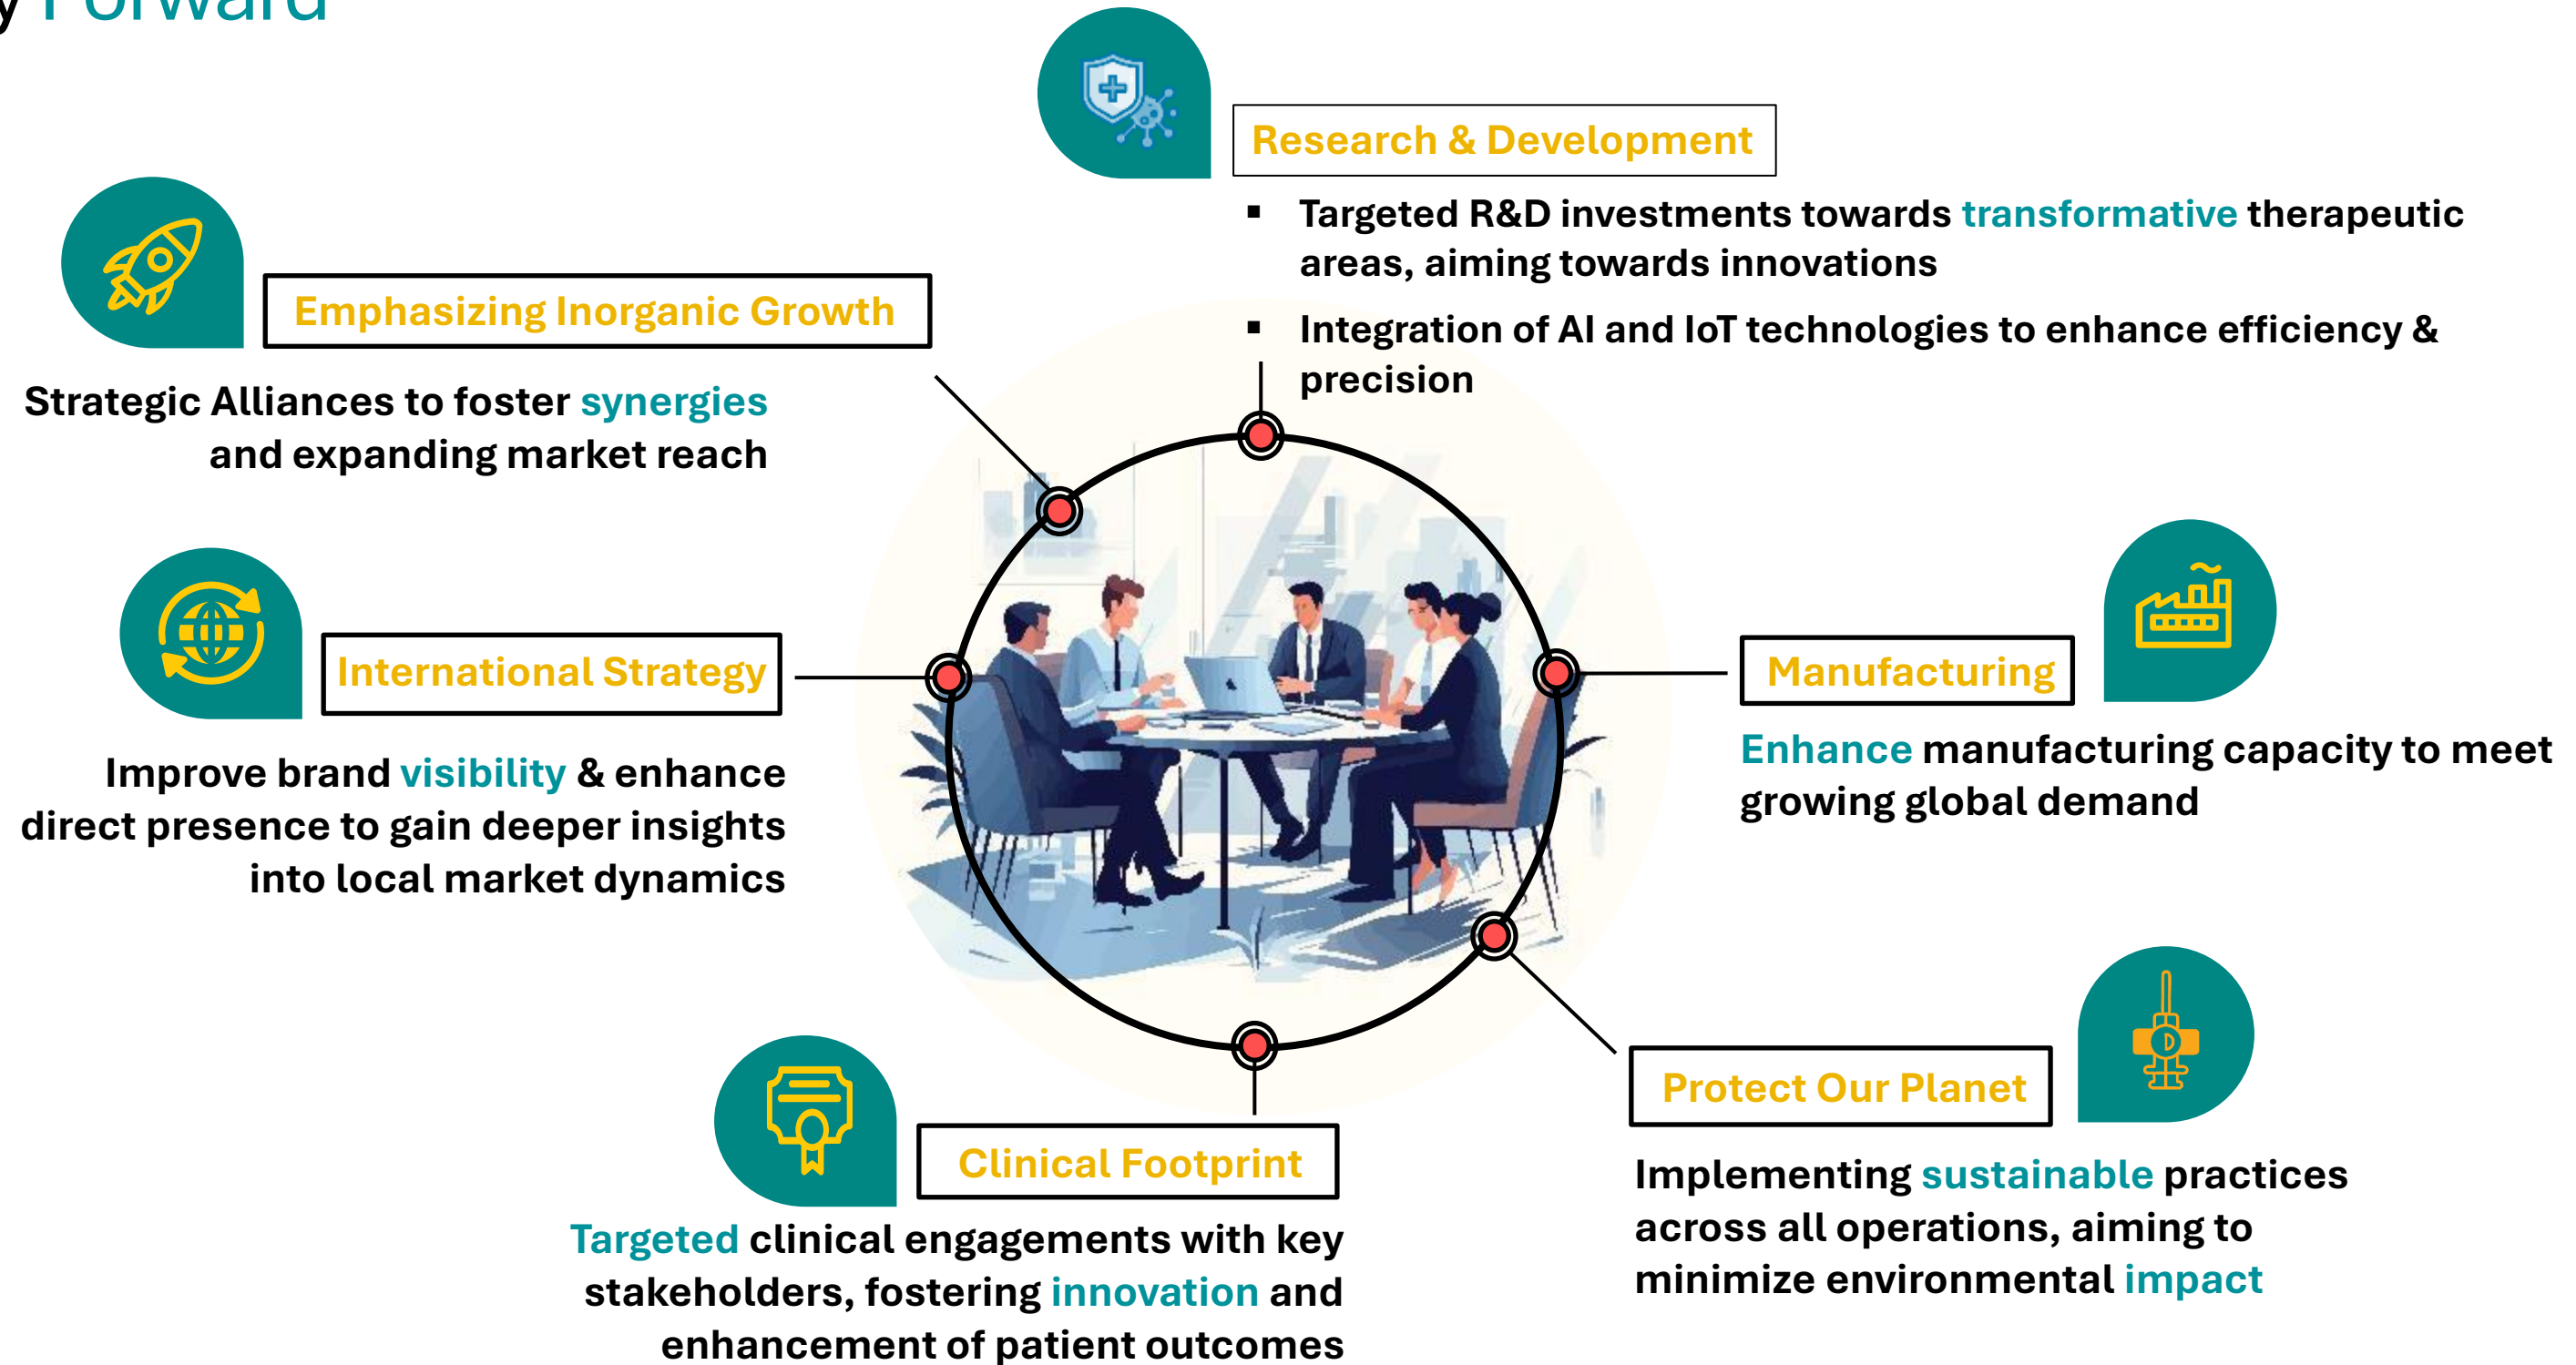 y Forward
Research & Development
▪ Targeted R&D investments towards transformative therapeutic
areas, aiming towards innovations
▪ Integration of AI and IoT technologies to enhance efficiency &
precision
Emphasizing Inorganic Growth
Strategic Alliances to foster synergies
and expanding market reach
International Strategy
Improve brand visibility & enhance
direct presence to gain deeper insights
into local market dynamics
Manufacturing
Enhance manufacturing capacity to meet
growing global demand
Protect Our Planet
D
Implementing sustainable practices
across all operations, aiming to
minimize environmental impact
Clinical Footprint
Targeted clinical engagements with key
stakeholders, fostering innovation and
enhancement of patient outcomes